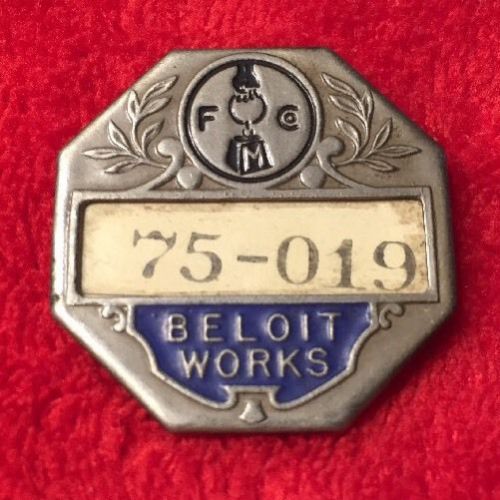 F M Co
75-019
BELOIT
WORKS